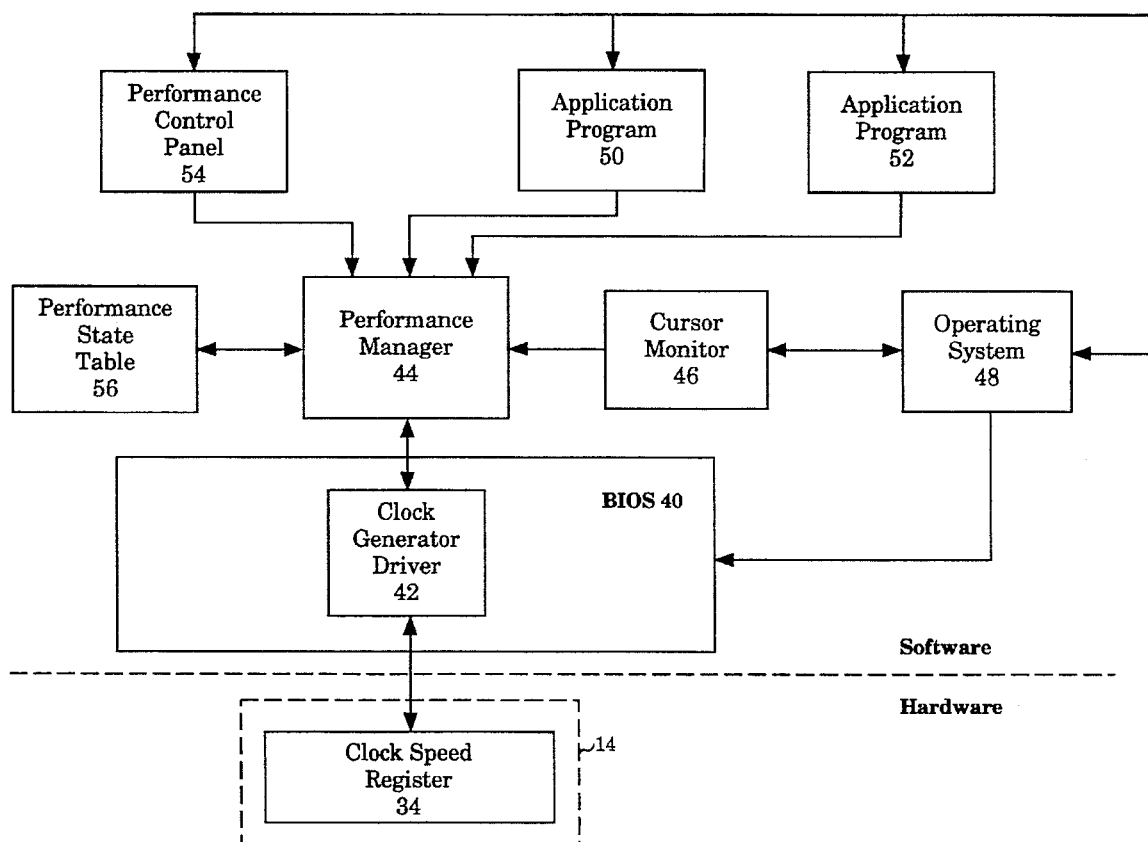 Performance
Control
Panel
54
Application
Program
50
Application
Program
52
Performance
State
Table
56
Performance
Manager
44
Cursor
Monitor
46
Operating
System
48
BIOS 40
Clock
Generator
Driver
42
Software
Hardware
14
Clock Speed
Register
34